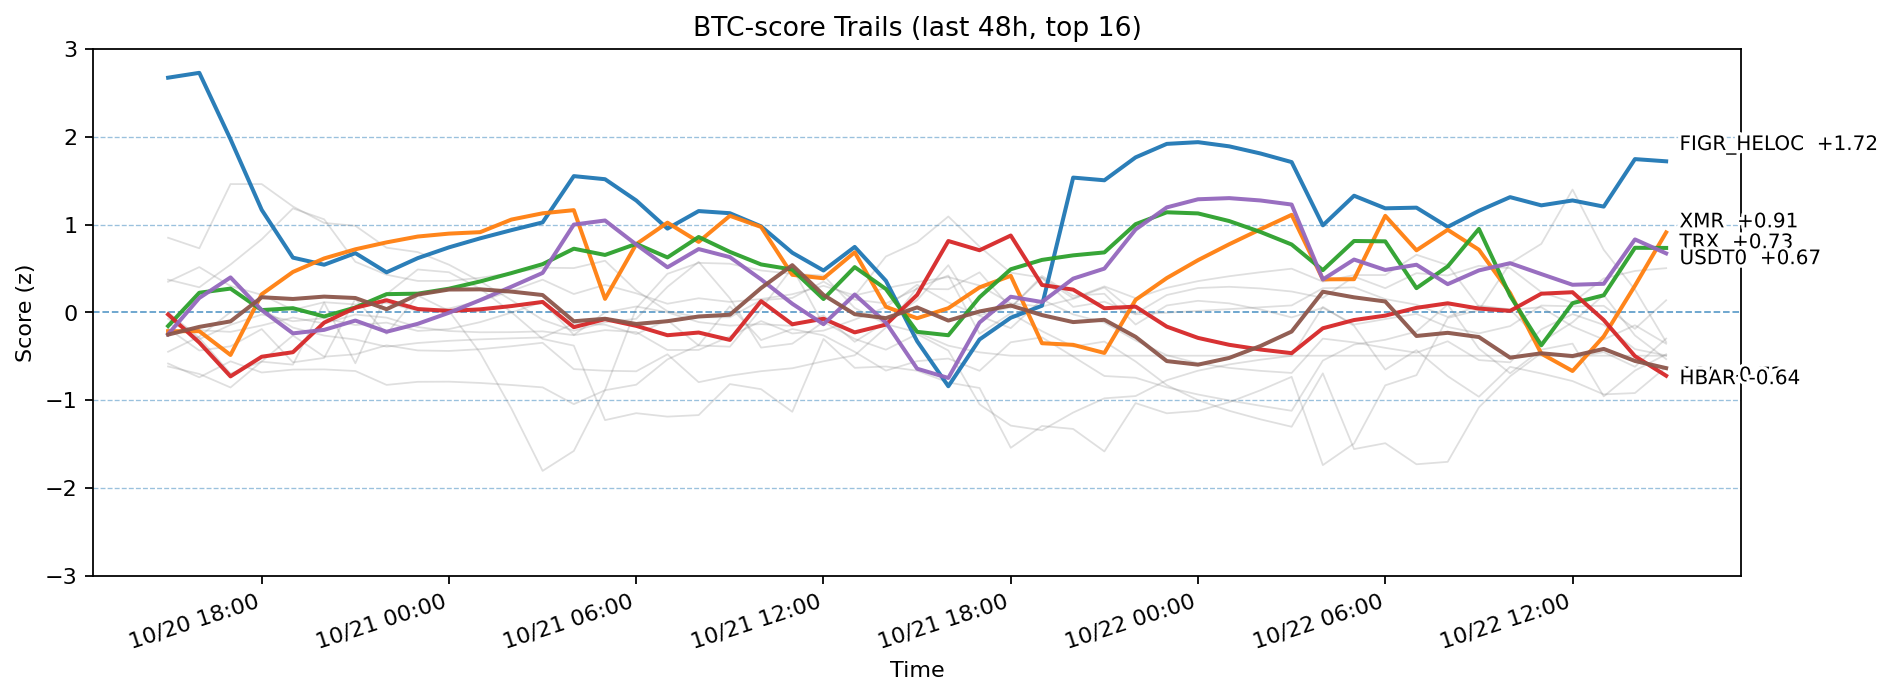 BTC-score Trails (last 48h, top 16)
3
2
1
0
−1
−2
−3
Score (z)
FIGR_HELOC +1.72
XMR +0.91
TRX +0.73
USDT0 +0.67
HBAR -0.64
10/20 18:00
10/21 00:00
10/21 06:00
10/21 12:00
10/21 18:00
10/22 00:00
10/22 06:00
10/22 12:00
Time